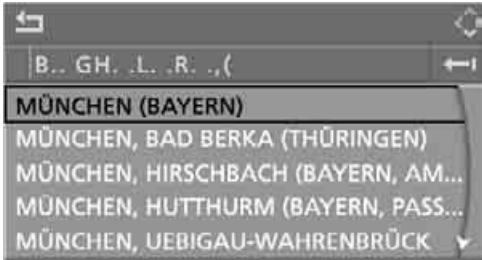 B.. GH. .L. .R. .,(
MÜNCHEN (BAYERN)
MÜNCHEN, BAD BERKA (THÜRINGEN)
MÜNCHEN, HIRSCHBACH (BAYERN, AM...
MÜNCHEN, HUTTHURM (BAYERN, PASS...
MÜNCHEN, UEBIGAU-WAHRENBRÜCK